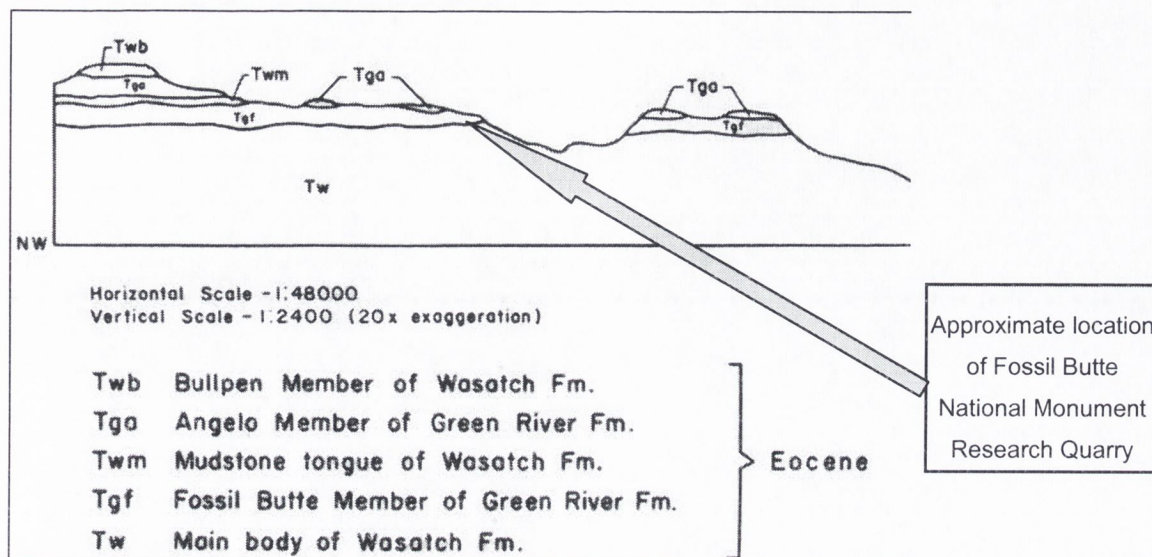 Twb
Tga
Twm
Tga
Tgf
Tga
Tgf
Tw
NW
Horizontal Scale - 1:48000
Vertical Scale - 1:2400 (20x exaggeration)
Twb Bullpen Member of Wasatch Fm.
Tga Angelo Member of Green River Fm.
Twm Mudstone tongue of Wasatch Fm.
Tgf Fossil Butte Member of Green River Fm.
Tw Main body of Wasatch Fm.
Eocene
Approximate location
of Fossil Butte
National Monument
Research Quarry